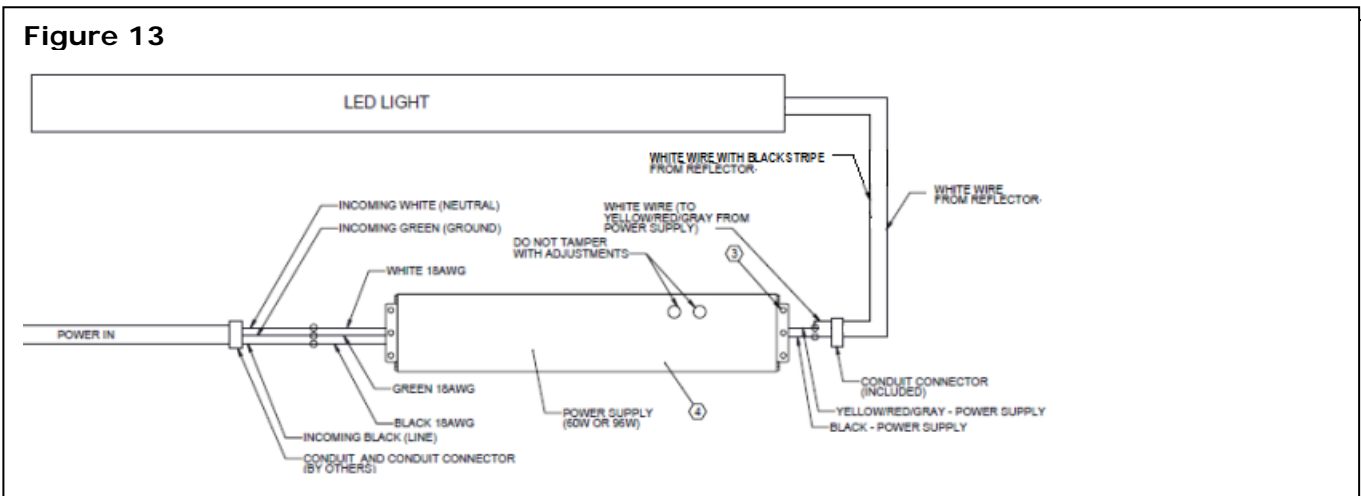 Figure 13
LED LIGHT
WHITE WIRE WITH BLACK STRIPE
FROM REFLECTOR
WHITE WIRE
FROM REFLECTOR
INCOMING WHITE (NEUTRAL)
INCOMING GREEN (GROUND)
WHITE WIRE (TO
YELLOW/RED/GRAY FROM
POWER SUPPLY)
DO NOT TAMPER
WITH ADJUSTMENTS
3
WHITE 18AWG
POWER IN
GREEN 18AWG
BLACK 18AWG
INCOMING BLACK (LINE)
CONDUIT AND CONDUIT CONNECTOR
(BY OTHERS)
POWER SUPPLY
(60W OR 96W)
4
CONDUIT CONNECTOR
(INCLUDED)
YELLOW/RED/GRAY - POWER SUPPLY
BLACK - POWER SUPPLY